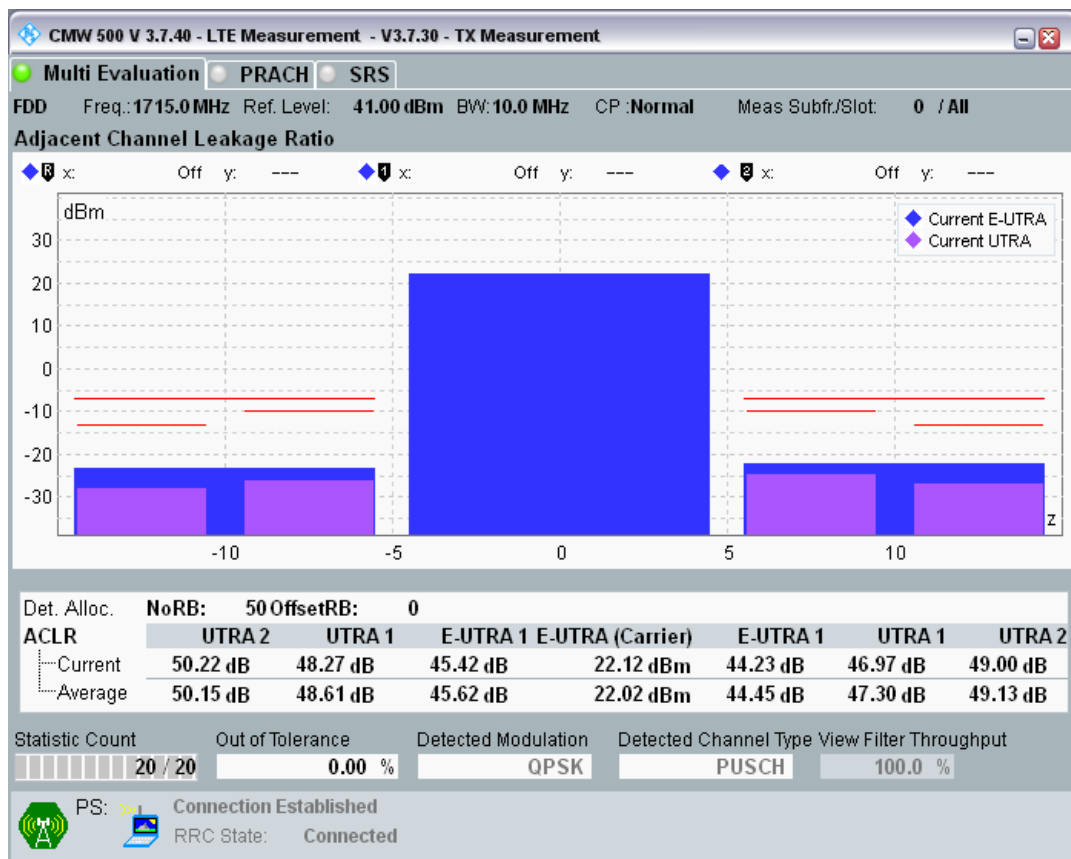 CMW 500 V 3.7.40 - LTE Measurement - V3.7.30 - TX Measurement
Multi Evaluation PRACH SRS
FDD Freq.:1715.0 MHz Ref. Level: 41.00 dBm BW:10.0 MHz CP :Normal Meas Subfr./Slot: 0 / All
Adjacent Channel Leakage Ratio
R x: Off y: --- 1 x: Off y: --- 2 x: Off y: ---
dBm
Current E-UTRA
Current UTRA
30
20
10
0
-10
-20
-30
z
-10 -5 0 5 10
Det. Alloc. NoRB: 50 OffsetRB: 0
ACLR UTRA 2 UTRA 1 E-UTRA 1 E-UTRA (Carrier) E-UTRA 1 UTRA 1 UTRA 2
Current 50.22 dB 48.27 dB 45.42 dB 22.12 dBm 44.23 dB 46.97 dB 49.00 dB
Average 50.15 dB 48.61 dB 45.62 dB 22.02 dBm 44.45 dB 47.30 dB 49.13 dB
Statistic Count Out of Tolerance Detected Modulation Detected Channel Type View Filter Throughput
20 / 20 0.00 % QPSK PUSCH 100.0 %
PS: Connection Established
RRC State: Connected